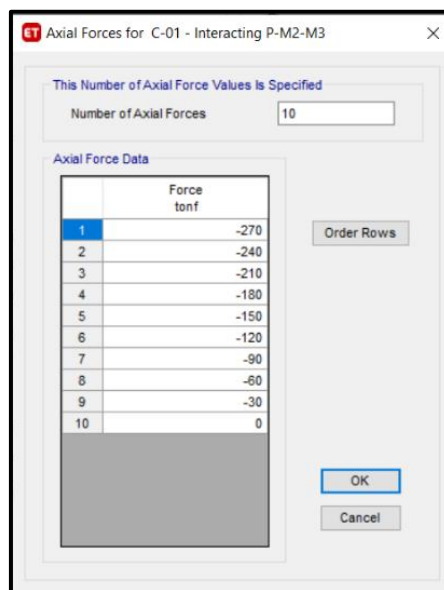 ET Axial Forces for C-01 - Interacting P-M2-M3
This Number of Axial Force Values Is Specified
Number of Axial Forces 10
Axial Force Data
Force
tonf
1 -270
2 -240
3 -210
4 -180
5 -150
6 -120
7 -90
8 -60
9 -30
10 0
Order Rows
OK
Cancel